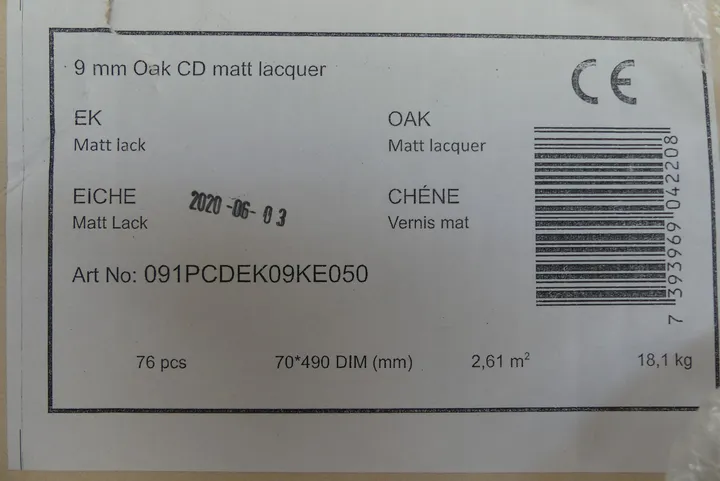 9 mm Oak CD matt lacquer
CE
EK
Matt lack
OAK
Matt lacquer
EICHE
Matt Lack
2020-06-03
CHÉNE
Vernis mat
Art No: 091PCDEK09KE050
7 393969 042208
76 pcs 70*490 DIM (mm) 2,61 m² 18,1 kg